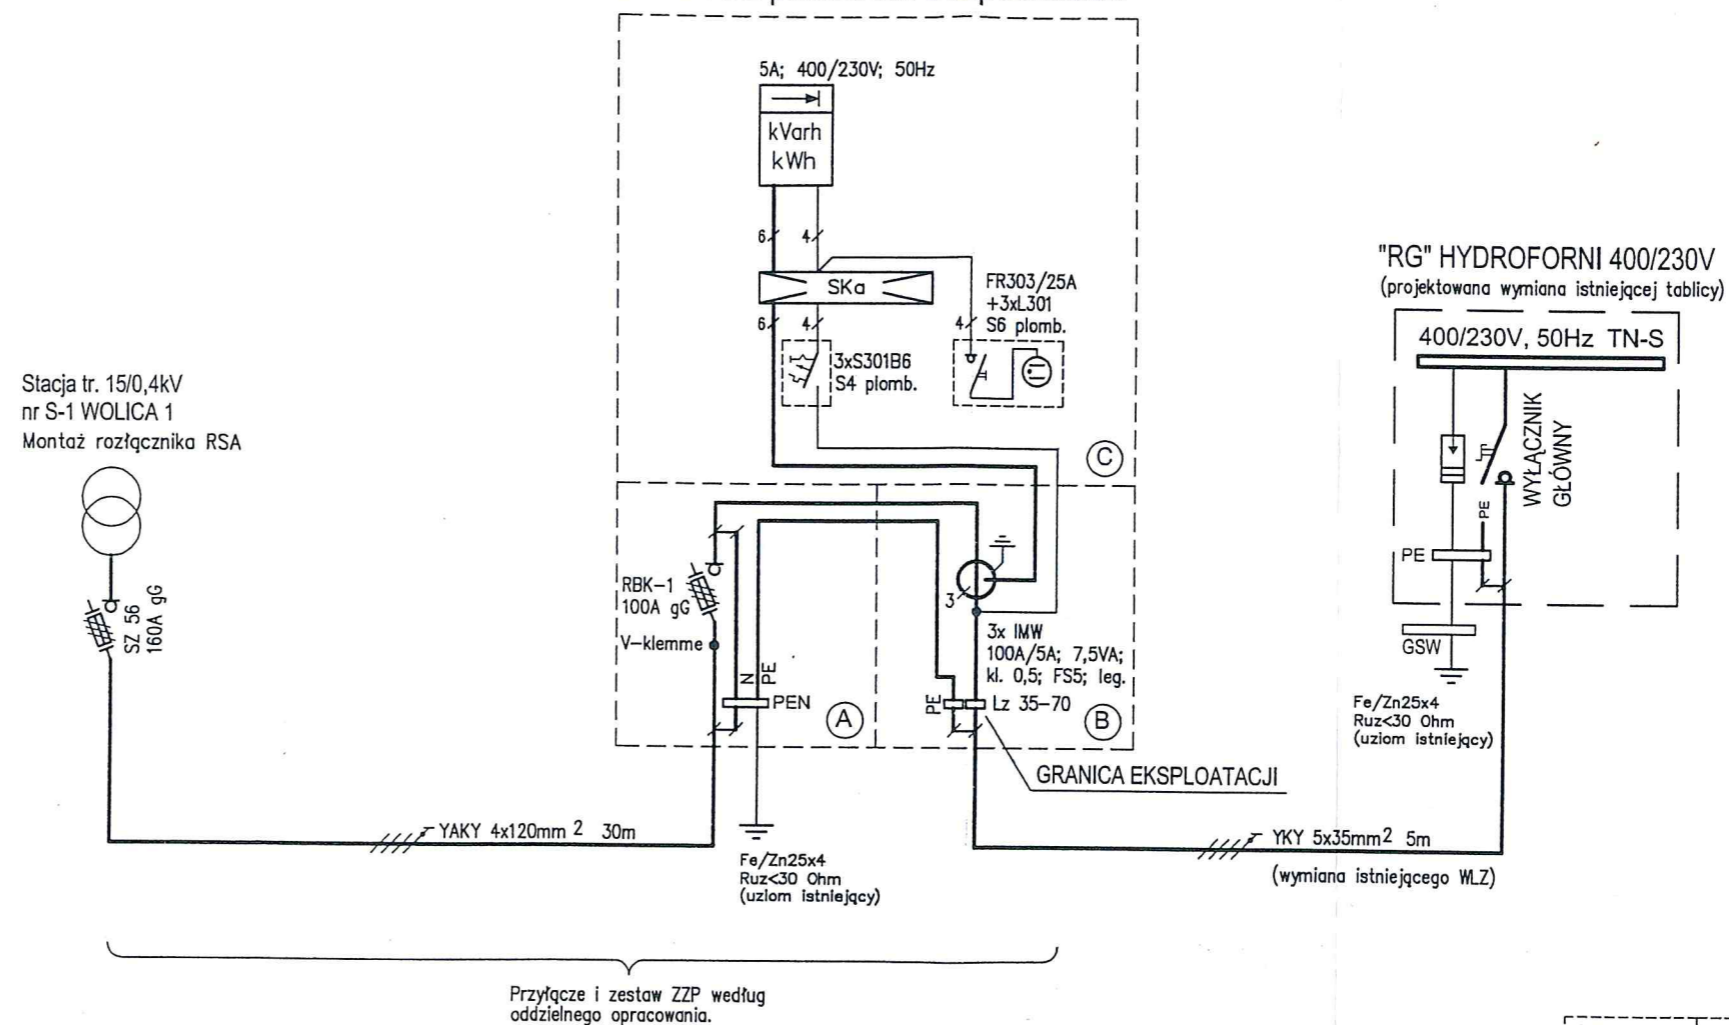 5A; 400/230V; 50Hz
kVarh
kWh
6
4
SKa
6
4
4
FR303/25A
+3xL301
S6 plomb.
3xS301B6
S4 plomb.
C
"RG" HYDROFORNI 400/230V
(projektowana wymiana istniejącej tablicy)
400/230V, 50Hz TN-S
WYŁĄCZNIK
GŁÓWNY
PE
PE
GSW
Fe/Zn25x4
Ruz<30 Ohm
(uziom istniejący)
Stacja tr. 15/0,4kV
nr S-1 WOLICA 1
Montaż rozłącznika RSA
SZ 56
160A gG
RBK-1
100A gG
V-klemme
N
PE
PEN
A
3
3x IMW
100A/5A; 7,5VA;
kl. 0,5; FS5; leg.
PE
Lz 35-70
B
GRANICA EKSPLOATACJI
YAKY 4x120mm2 30m
Fe/Zn25x4
Ruz<30 Ohm
(uziom istniejący)
YKY 5x35mm2 5m
(wymiana istniejącego WLZ)
Przyłącze i zestaw ZZP według
oddzielnego opracowania.